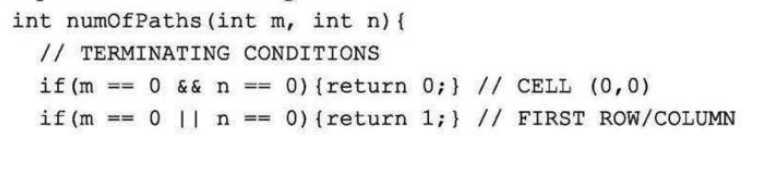 int numOfPaths(int m, int n){
  // TERMINATING CONDITIONS
  if(m == 0 && n == 0){return 0;} // CELL (0,0)
  if(m == 0 || n == 0){return 1;} // FIRST ROW/COLUMN